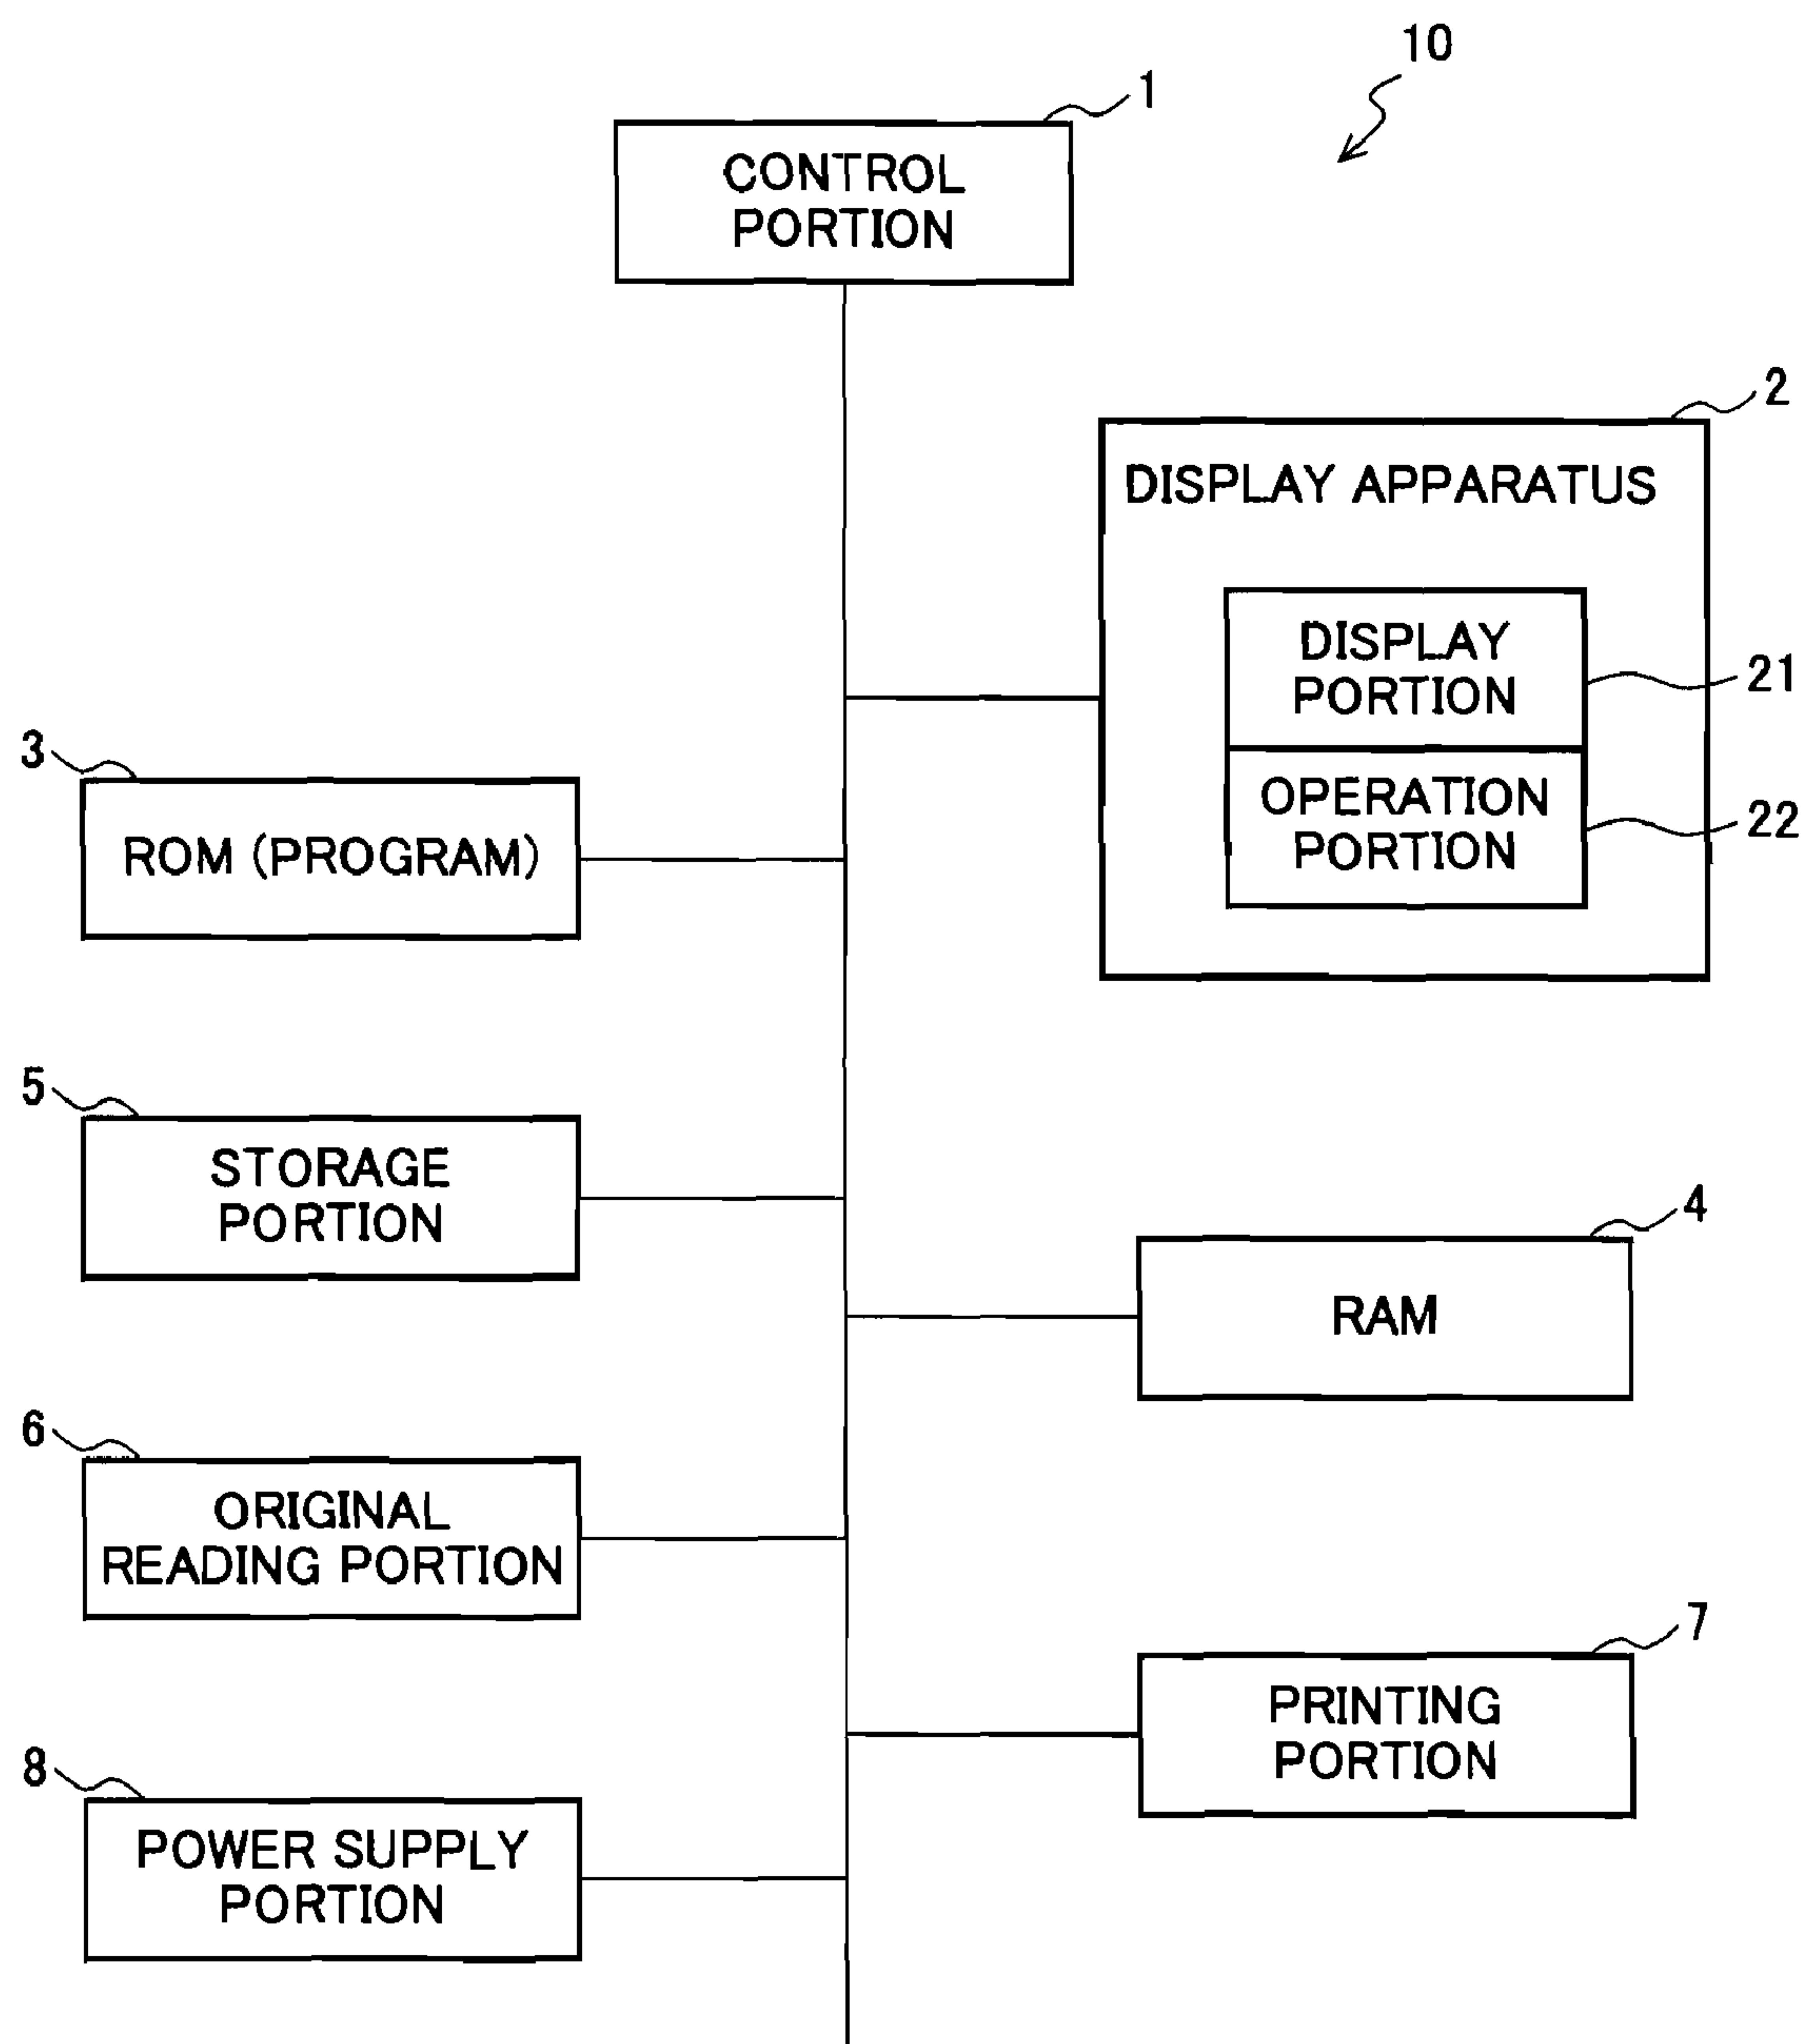 10
1
CONTROL
PORTION
2
DISPLAY APPARATUS
DISPLAY
PORTION
21
OPERATION
PORTION
22
3
ROM (PROGRAM)
5
STORAGE
PORTION
4
RAM
6
ORIGINAL
READING PORTION
7
PRINTING
PORTION
8
POWER SUPPLY
PORTION